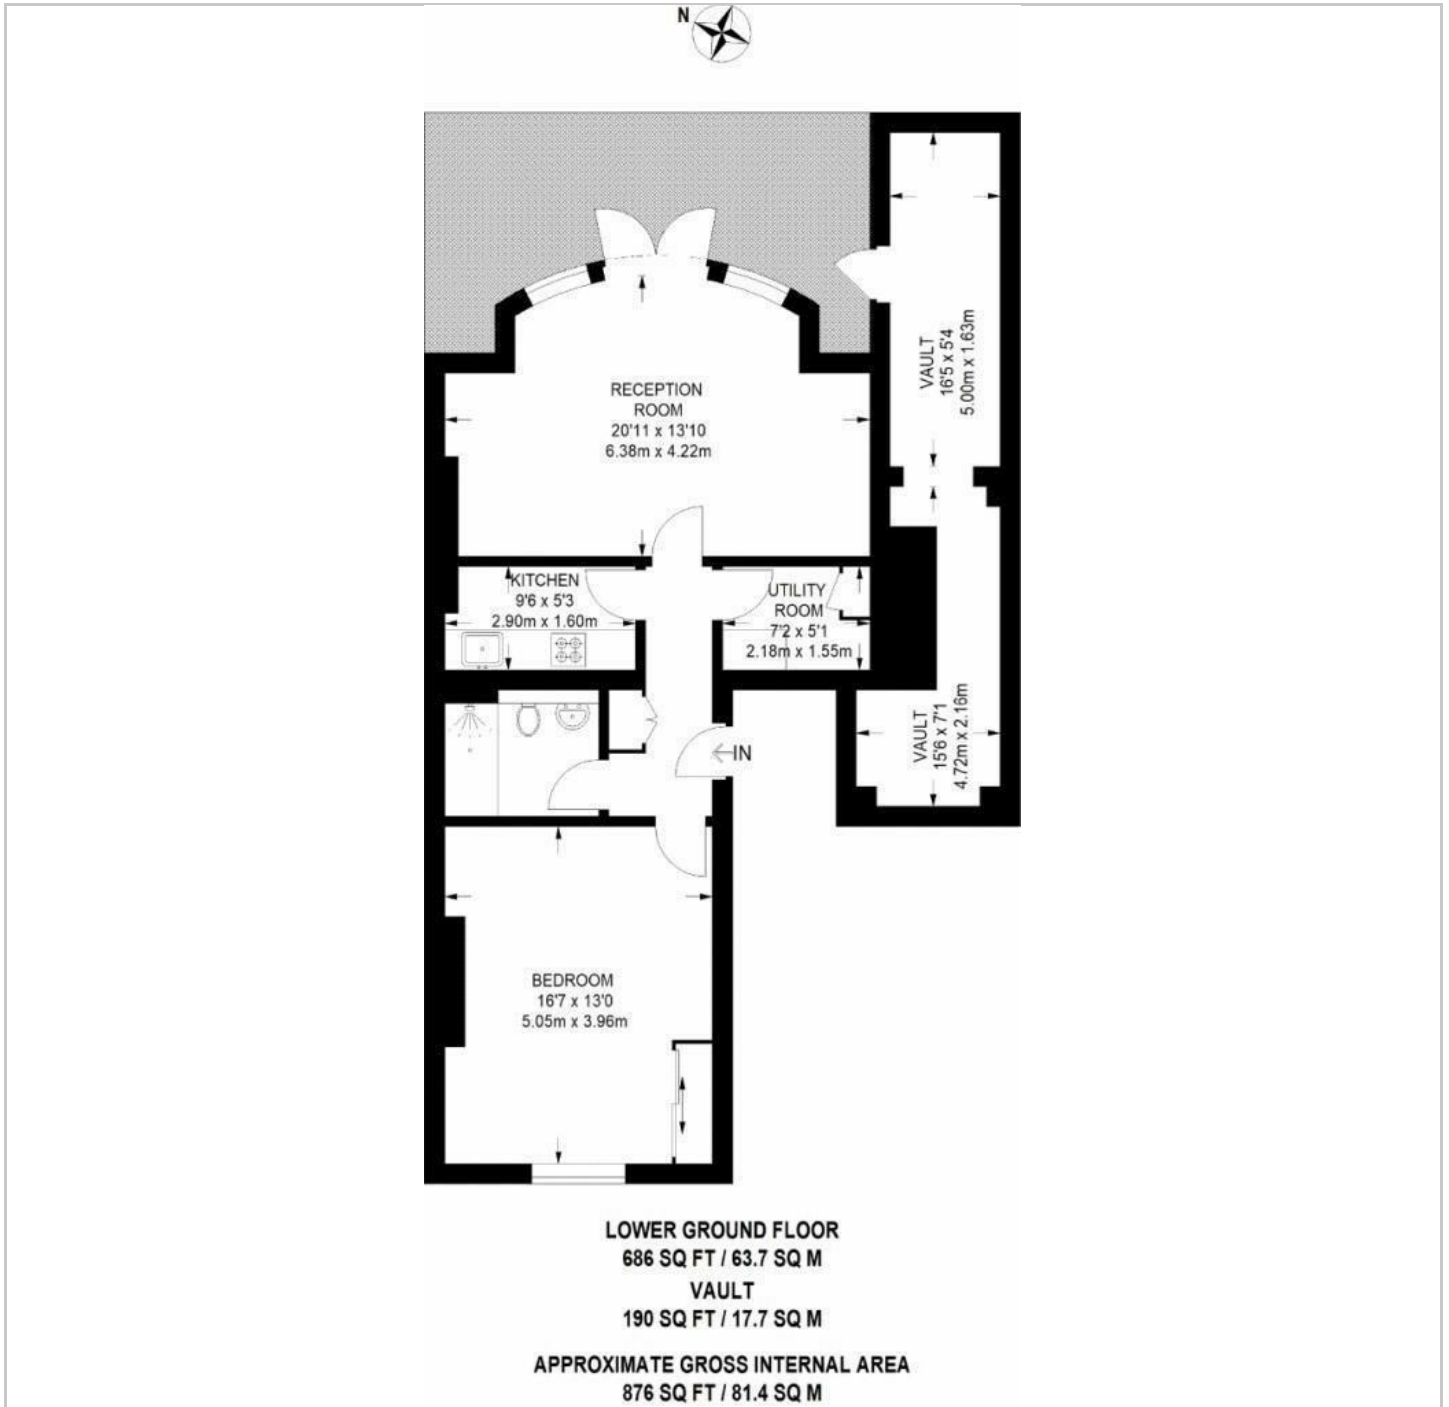 N
VAULT
16'5 x 5'4
5.00m x 1.63m
RECEPTION
ROOM
20'11 x 13'10
6.38m x 4.22m
KITCHEN
9'6 x 5'3
2.90m x 1.60m
UTILITY
ROOM
7'2 x 5'1
2.18m x 1.55m
VAULT
15'6 x 7'1
4.72m x 2.16m
IN
BEDROOM
16'7 x 13'0
5.05m x 3.96m
LOWER GROUND FLOOR
686 SQ FT / 63.7 SQ M
VAULT
190 SQ FT / 17.7 SQ M
APPROXIMATE GROSS INTERNAL AREA
876 SQ FT / 81.4 SQ M